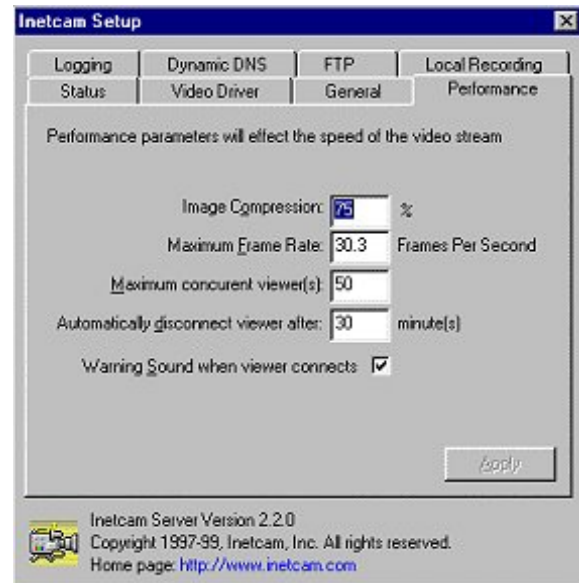 Inetcam Setup
Logging Dynamic DNS FTP Local Recording
Status Video Driver General Performance
Performance parameters will effect the speed of the video stream
Image Compression: 75 %
Maximum Frame Rate: 30.3 Frames Per Second
Maximum concurent viewer(s): 50
Automatically disconnect viewer after: 30 minute(s)
Warning Sound when viewer connects
Apply
Inetcam Server Version 2.2.0
Copyright 1997-99, Inetcam, Inc. All rights reserved.
Home page: http://www.inetcam.com